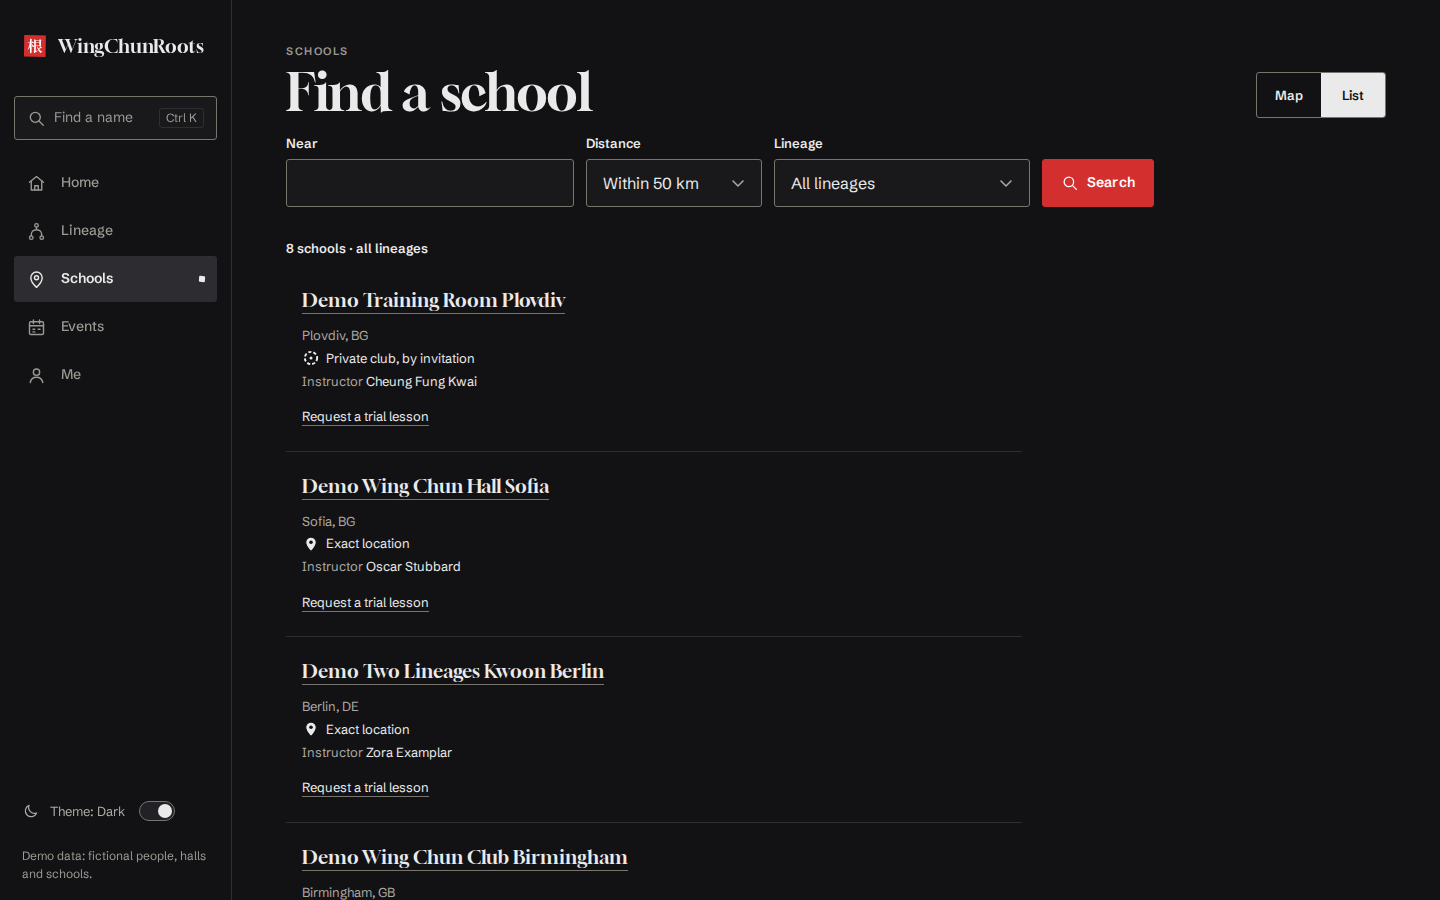 根 WingChunRoots
Find a name Ctrl K
Home
Lineage
Schools
Events
Me
Theme: Dark
Demo data: fictional people, halls
and schools.
SCHOOLS
Find a school
Map List
Near Distance Lineage
Within 50 km All lineages Search
8 schools · all lineages
Demo Training Room Plovdiv
Plovdiv, BG
Private club, by invitation
Instructor Cheung Fung Kwai
Request a trial lesson
Demo Wing Chun Hall Sofia
Sofia, BG
Exact location
Instructor Oscar Stubbard
Request a trial lesson
Demo Two Lineages Kwoon Berlin
Berlin, DE
Exact location
Instructor Zora Examplar
Request a trial lesson
Demo Wing Chun Club Birmingham
Birmingham, GB